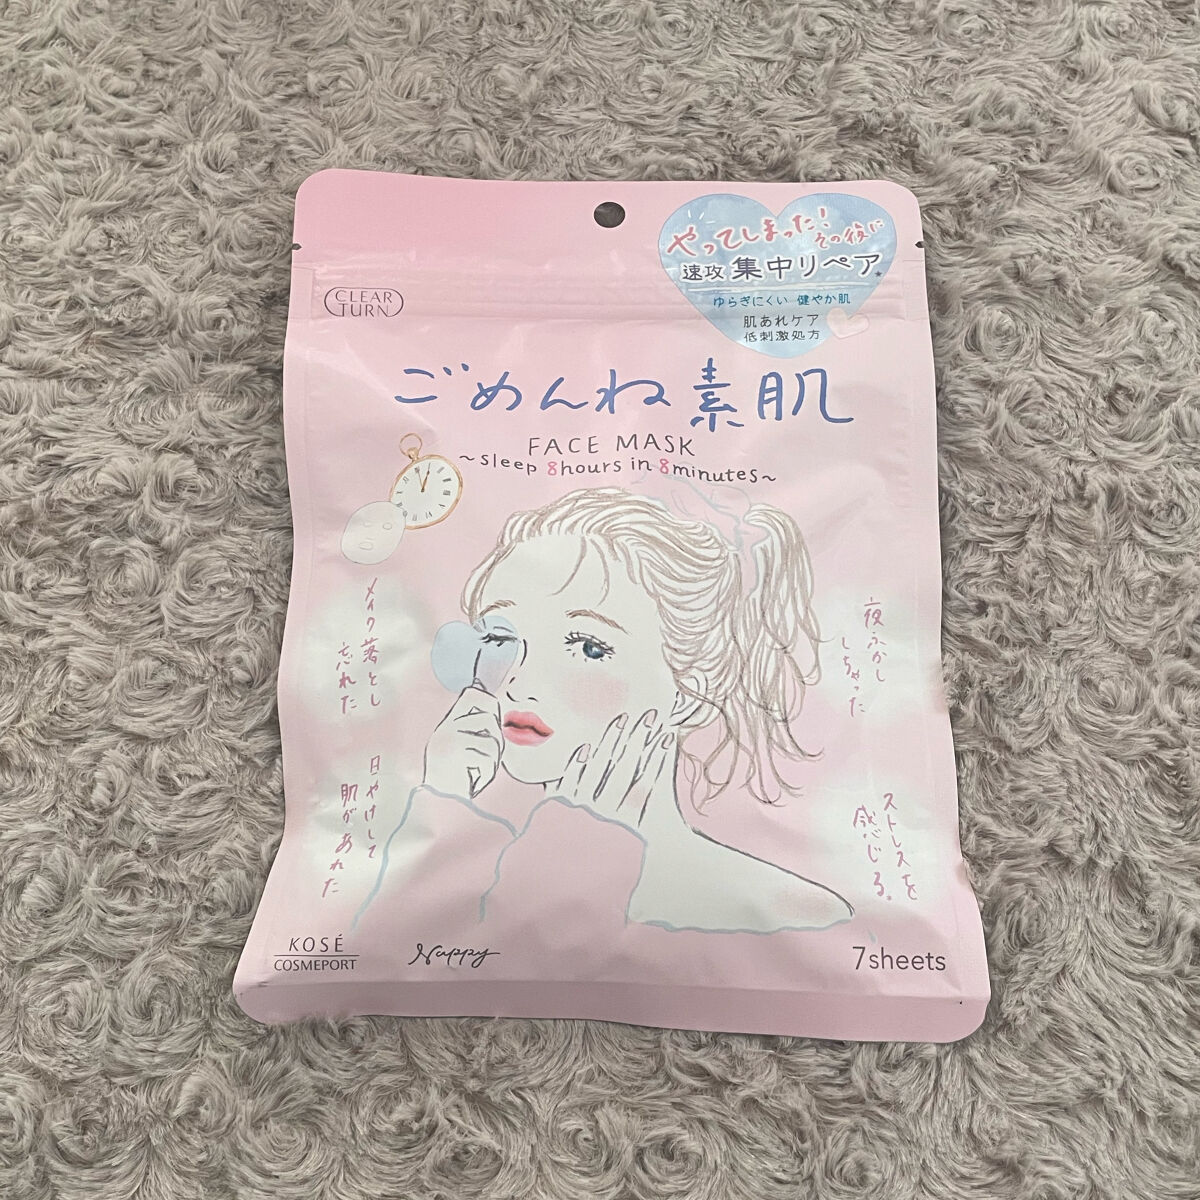 やってしまった!
その後に
速攻 集中リペア*
ゆらぎにくい 健やか肌
肌あれケア
低刺激処方
CLEAR
TURN
ごめんね素肌
FACE MASK
~sleep 8hours in 8minutes~
メイク落とし
忘れた
夜ふかし
しちゃった
日やけして
肌があれた
ストレスを
感じる。
KOSÉ
COSMEPORT
Nappy
7sheets